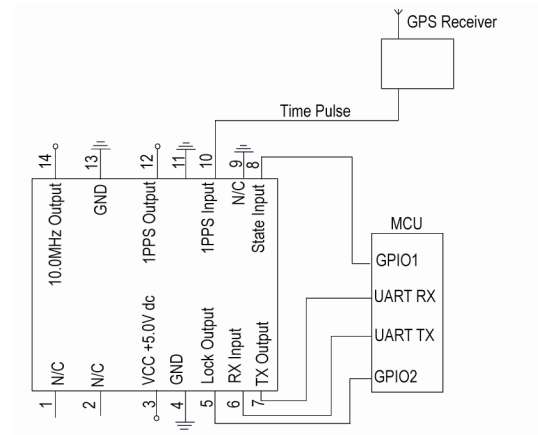 GPS Receiver
Time Pulse
14
13
12
11
10
9
8
10.0MHz Output
GND
1PPS Output
1PPS Input
N/C
State Input
MCU
GPIO1
UART RX
UART TX
GPIO2
N/C
N/C
VCC +5.0V dc
GND
Lock Output
RX Input
TX Output
1
2
3
4
5
6
7